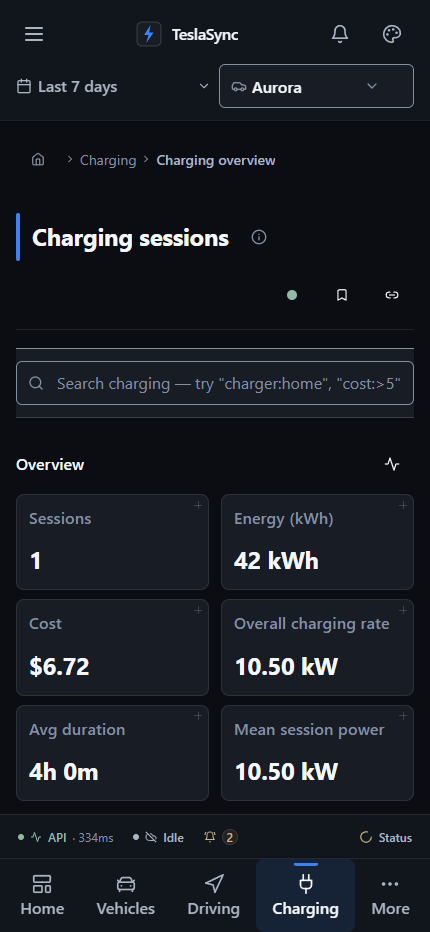 TeslaSync
Last 7 days
Aurora
Charging
Charging overview
Charging sessions
Search charging — try "charger:home", "cost:>5"
Overview
Sessions
1
Energy (kWh)
42 kWh
Cost
$6.72
Overall charging rate
10.50 kW
Avg duration
4h 0m
Mean session power
10.50 kW
API · 334ms
Idle
2
Status
Home
Vehicles
Driving
Charging
More